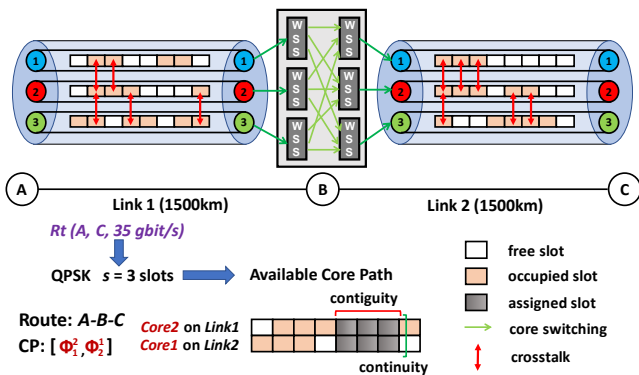 W S S
W S S
1
1
W S S
W S S
1
1
2
2
2
2
W S S
W S S
3
3
3
3
A
B
C
Link 1 (1500km)
Link 2 (1500km)
Rt (A, C, 35 gbit/s)
QPSK s = 3 slots
Available Core Path
free slot
occupied slot
assigned slot
core switching
crosstalk
contiguity
Route: A-B-C
Core2 on Link1
CP: [ Φ₁², Φ₂¹ ]
Core1 on Link2
continuity